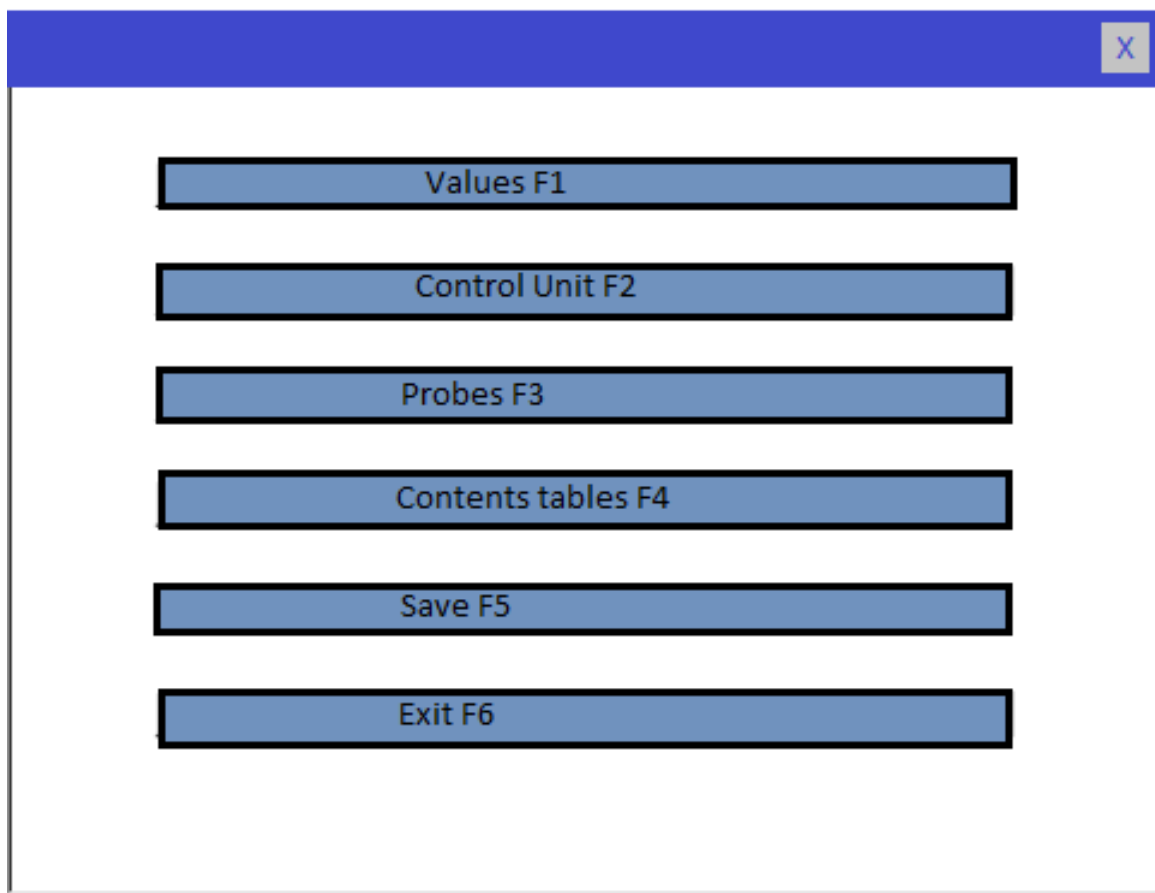 X
Values F1
Control Unit F2
Probes F3
Contents tables F4
Save F5
Exit F6